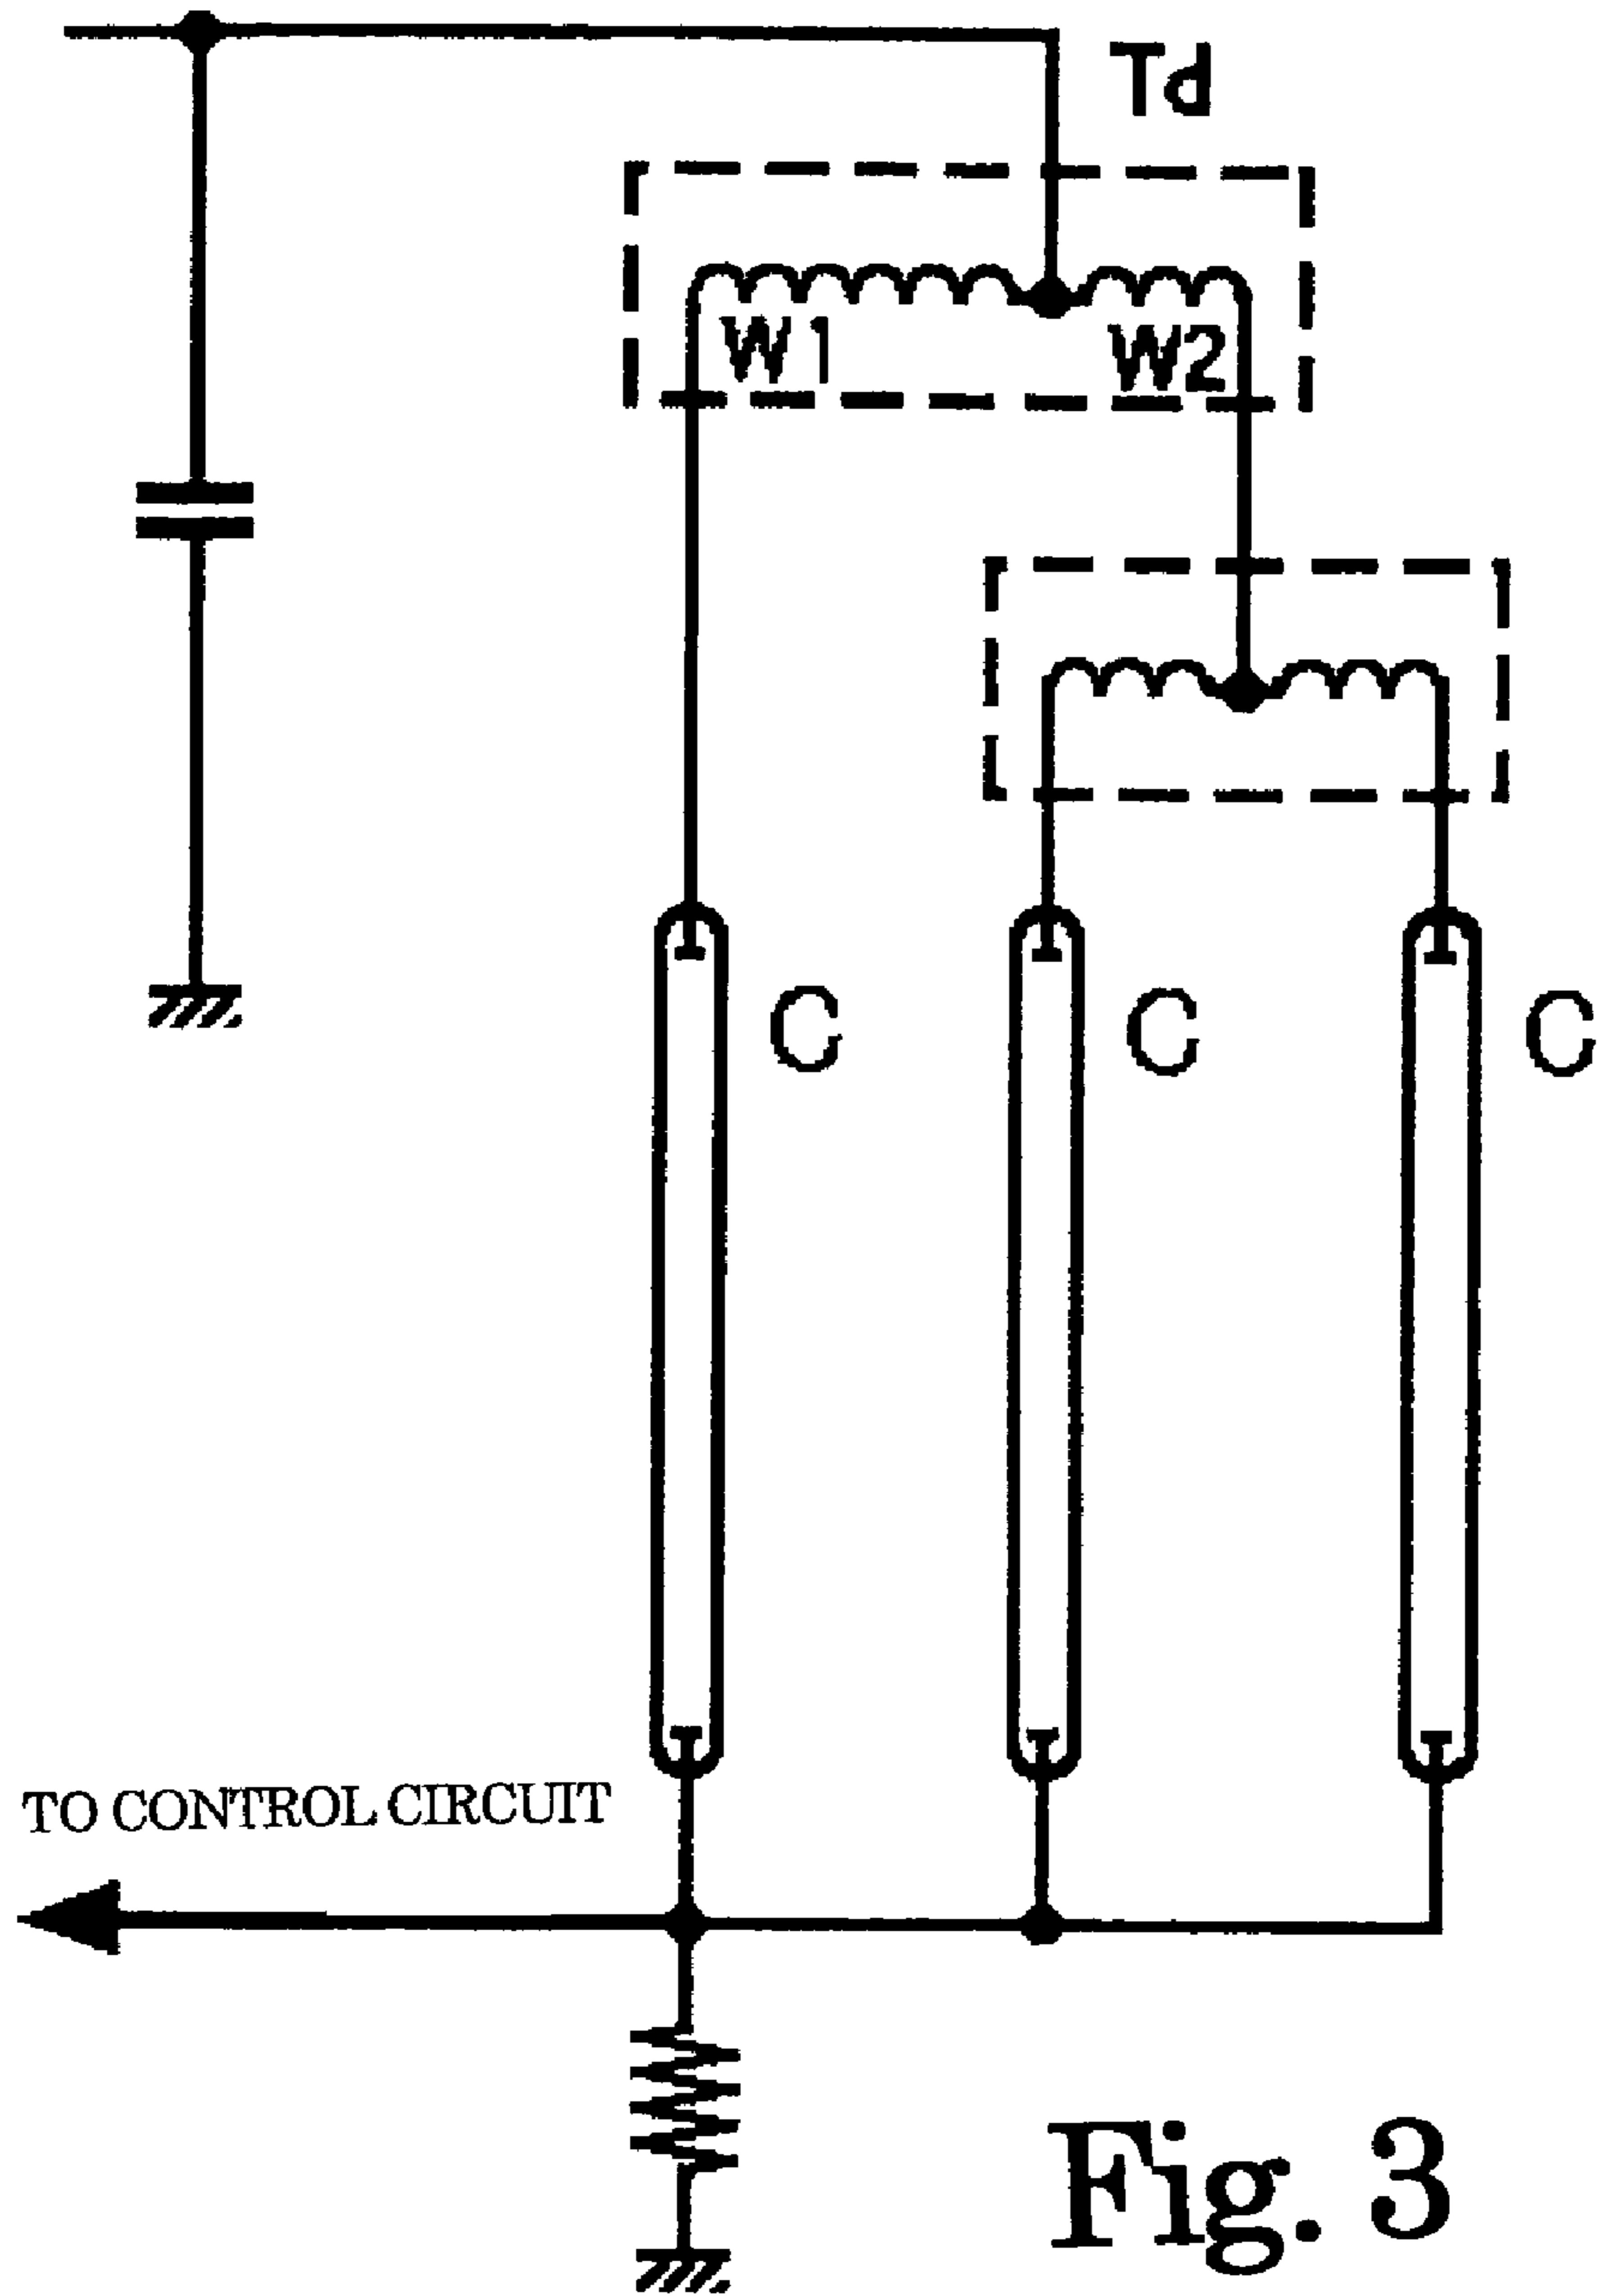 Td
W1 W2
C C C
TO CONTROL CIRCUIT
Fig. 3